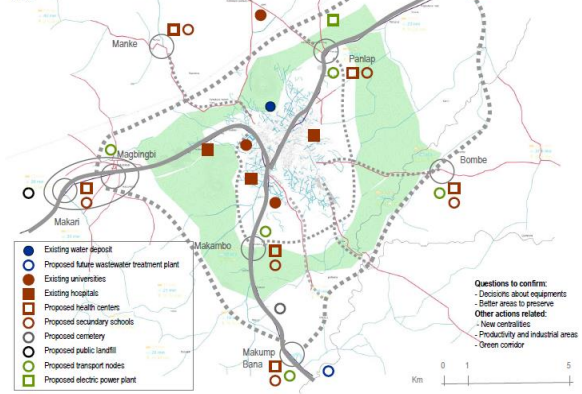 Manke
Panlap
Magbingbi
Bombe
Makari
Makambo
Makump
Bana
Existing water deposit
Proposed future wastewater treatment plant
Existing universities
Existing hospitals
Proposed health centers
Proposed secundary schools
Proposed cemetery
Proposed public landfill
Proposed transport nodes
Proposed electric power plant
Questions to confirm:
- Decisions about equipments
- Better areas to preserve
Other actions related:
- New centralities
- Productivity and industrial areas
- Green corridor
0 1 5
Km